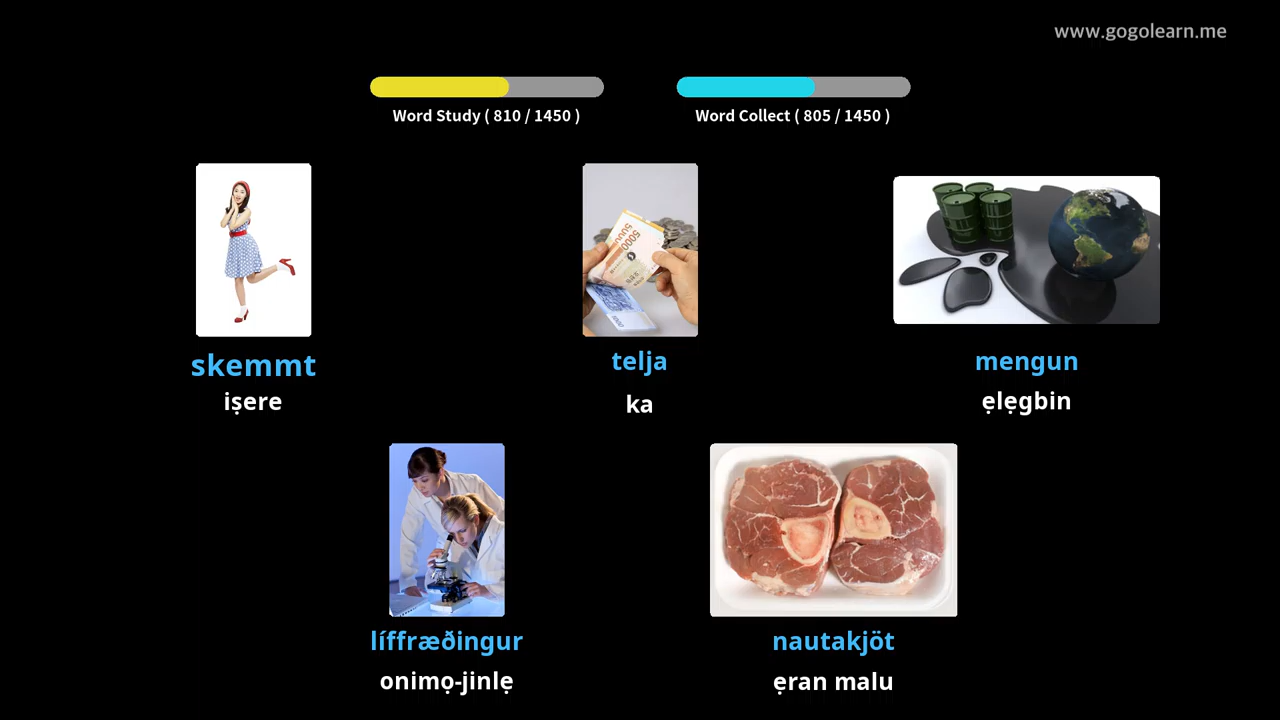 www.gogolearn.me
Word Study ( 810 / 1450 )
Word Collect ( 805 / 1450 )
skemmt
iṣere
telja
ka
mengun
ẹlẹgbin
líffræðingur
onimọ-jinlẹ
nautakjöt
ẹran malu